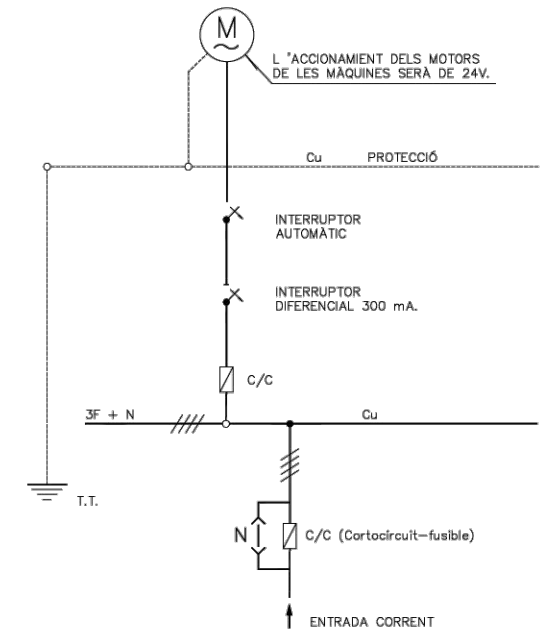 M
L "ACCIONAMIENT DELS MOTORS
DE LES MÀQUINES SERÀ DE 24V.
Cu PROTECCIÓ
INTERRUPTOR
AUTOMÀTIC
INTERRUPTOR
DIFERENCIAL 300 mA.
C/C
3F + N Cu
T.T.
N C/C (Cortocircuit-fusible)
ENTRADA CORRENT